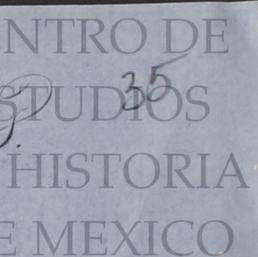 NTRO DE
35
STUDIOS
HISTORIA
E MEXICO